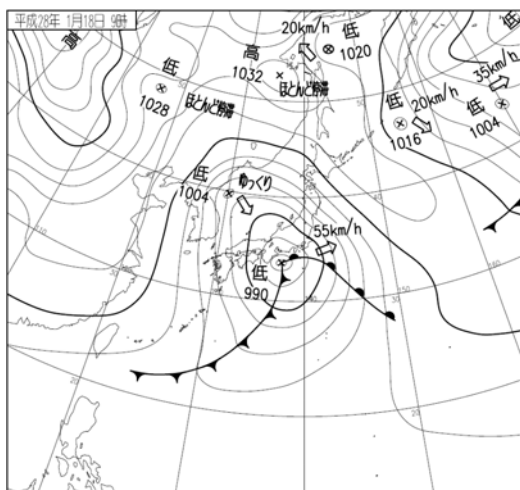 平成28年 1月18日 9時
高
低
1028
ほとんど停滞
高
1032
ほとんど停滞
20km/h
低
1020
低
20km/h
1016
低
35km/h
1004
低
1004
ゆっくり
低
990
55km/h